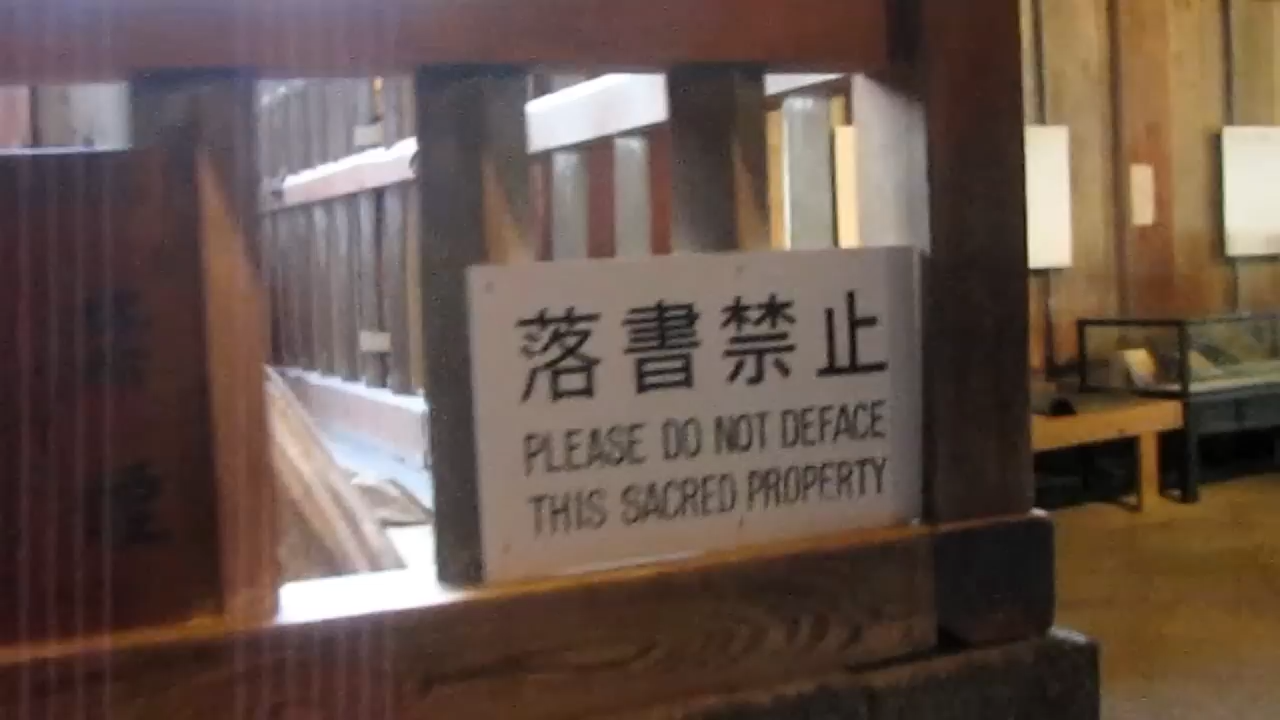 落書禁止
PLEASE DO NOT DEFACE
THIS SACRED PROPERTY